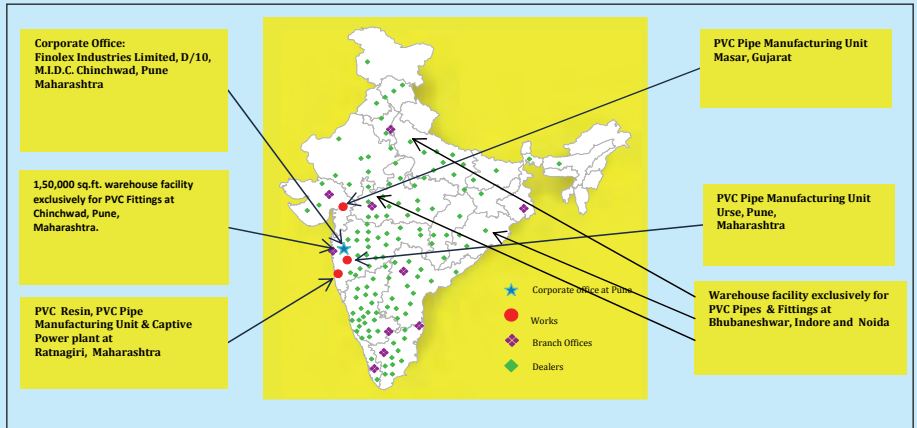 Corporate Office:
Finolex Industries Limited, D/10,
M.I.D.C. Chinchwad, Pune
Maharashtra
1,50,000 sq.ft. warehouse facility
exclusively for PVC Fittings at
Chinchwad, Pune,
Maharashtra.
PVC Resin, PVC Pipe
Manufacturing Unit & Captive
Power plant at
Ratnagiri, Maharashtra
Corporate office at Pune
Works
Branch Offices
Dealers
PVC Pipe Manufacturing Unit
Masar, Gujarat
PVC Pipe Manufacturing Unit
Urse, Pune,
Maharashtra
Warehouse facility exclusively for
PVC Pipes & Fittings at
Bhubaneshwar, Indore and Noida